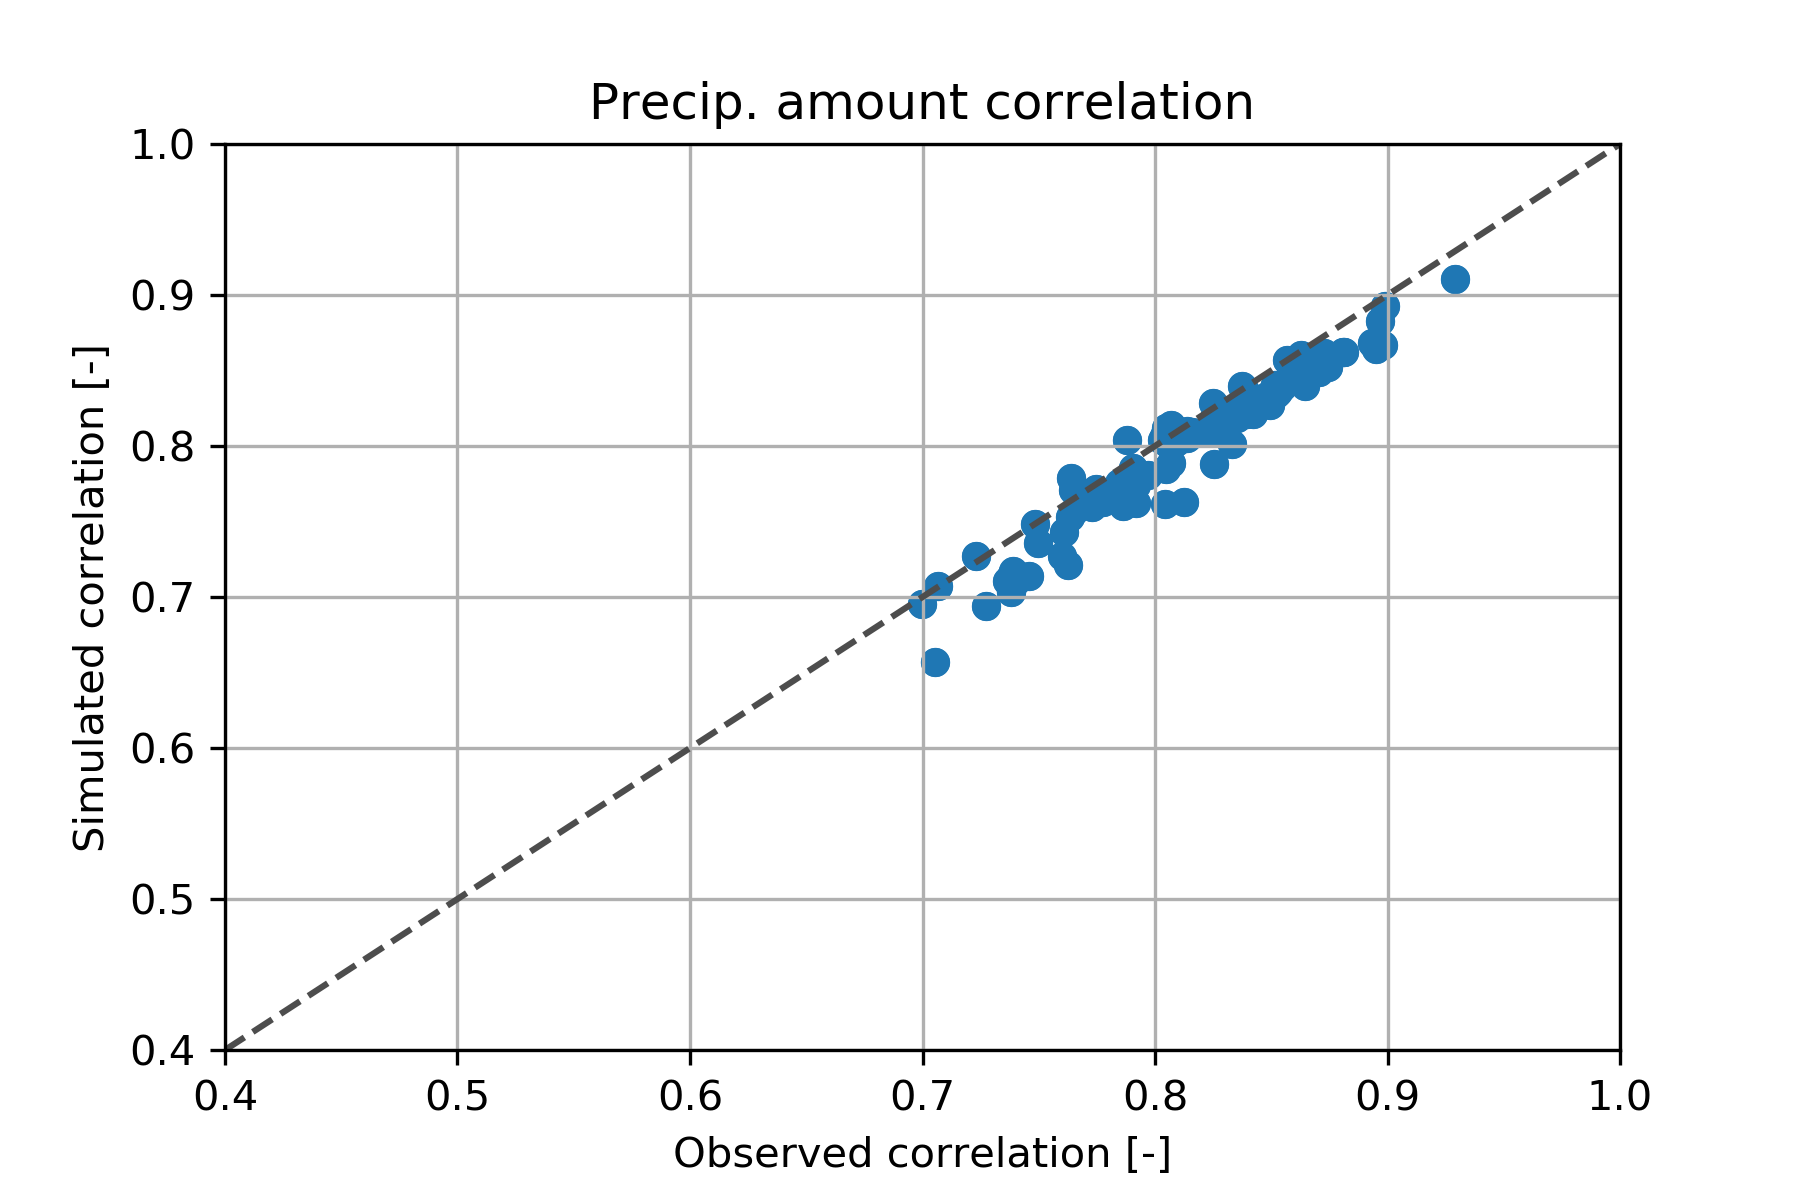 Precip. amount correlation
1.0
0.9
0.8
0.7
0.6
0.5
0.4
Simulated correlation [-]
0.4 0.5 0.6 0.7 0.8 0.9 1.0
Observed correlation [-]